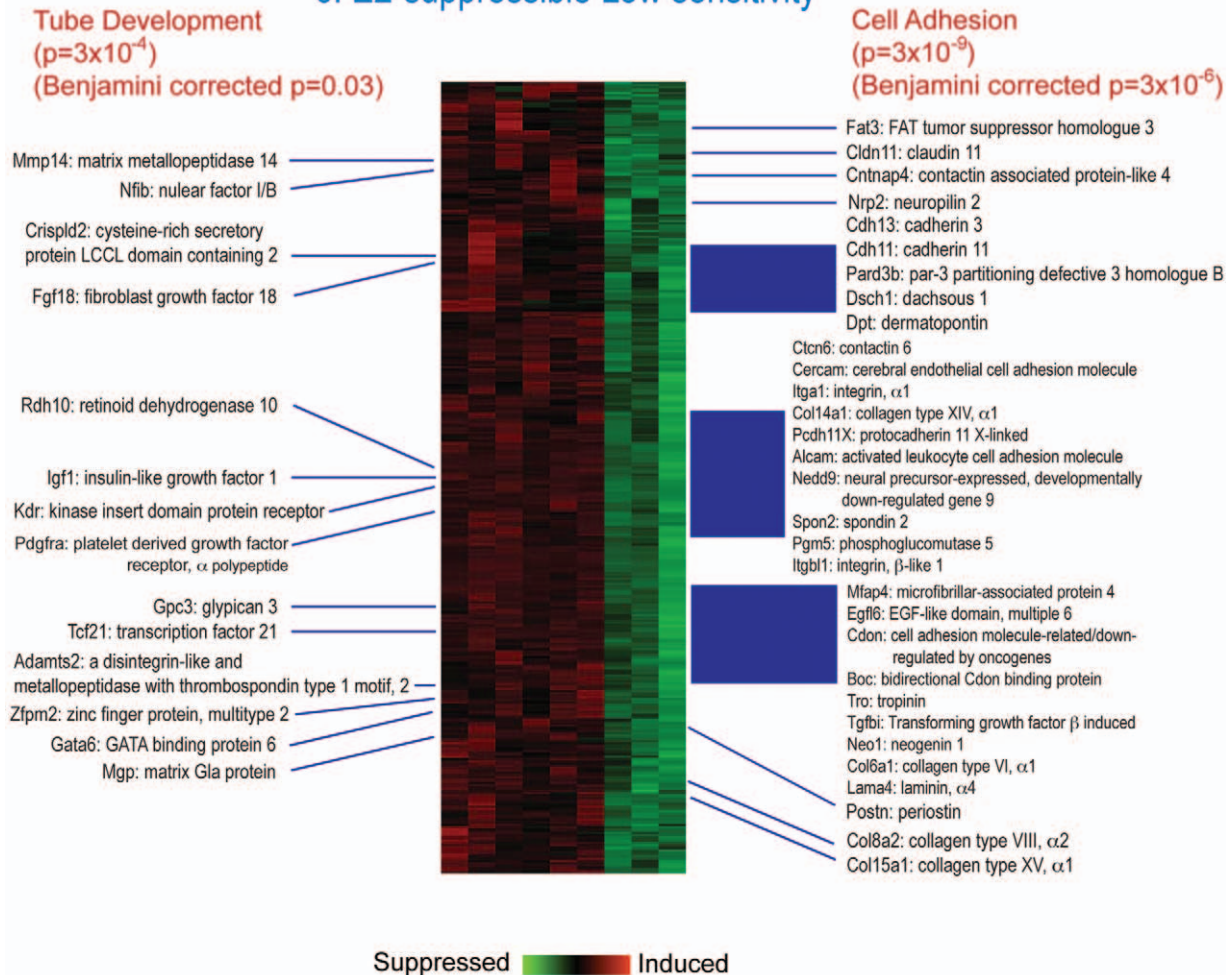 E2 suppressible Low sensitivity
Tube Development
(p=3x10⁻⁴)
(Benjamini corrected p=0.03)
Mmp14: matrix metallopeptidase 14
Nfib: nulear factor I/B
Crispld2: cysteine-rich secretory
protein LCCL domain containing 2
Fgf18: fibroblast growth factor 18
Rdh10: retinoid dehydrogenase 10
Igf1: insulin-like growth factor 1
Kdr: kinase insert domain protein receptor
Pdgfra: platelet derived growth factor
receptor, α polypeptide
Gpc3: glypican 3
Tcf21: transcription factor 21
Adamts2: a disintegrin-like and
metallopeptidase with thrombospondin type 1 motif, 2
Zfpm2: zinc finger protein, multitype 2
Gata6: GATA binding protein 6
Mgp: matrix Gla protein
Cell Adhesion
(p=3x10⁻⁹)
(Benjamini corrected p=3x10⁻⁶)
Fat3: FAT tumor suppressor homologue 3
Cldn11: claudin 11
Cntnap4: contactin associated protein-like 4
Nrp2: neuropilin 2
Cdh13: cadherin 3
Cdh11: cadherin 11
Pard3b: par-3 partitioning defective 3 homologue B
Dsch1: dachsous 1
Dpt: dermatopontin
Ctcn6: contactin 6
Cercam: cerebral endothelial cell adhesion molecule
Itga1: integrin, α1
Col14a1: collagen type XIV, α1
Pcdh11X: protocadherin 11 X-linked
Alcam: activated leukocyte cell adhesion molecule
Nedd9: neural precursor-expressed, developmentally
down-regulated gene 9
Spon2: spondin 2
Pgm5: phosphoglucomutase 5
Itgbl1: integrin, β-like 1
Mfap4: microfibrillar-associated protein 4
Egfl6: EGF-like domain, multiple 6
Cdon: cell adhesion molecule-related/down-
regulated by oncogenes
Boc: bidirectional Cdon binding protein
Tro: tropinin
Tgfbi: Transforming growth factor β induced
Neo1: neogenin 1
Col6a1: collagen type VI, α1
Lama4: laminin, α4
Postn: periostin
Col8a2: collagen type VIII, α2
Col15a1: collagen type XV, α1
Suppressed Induced